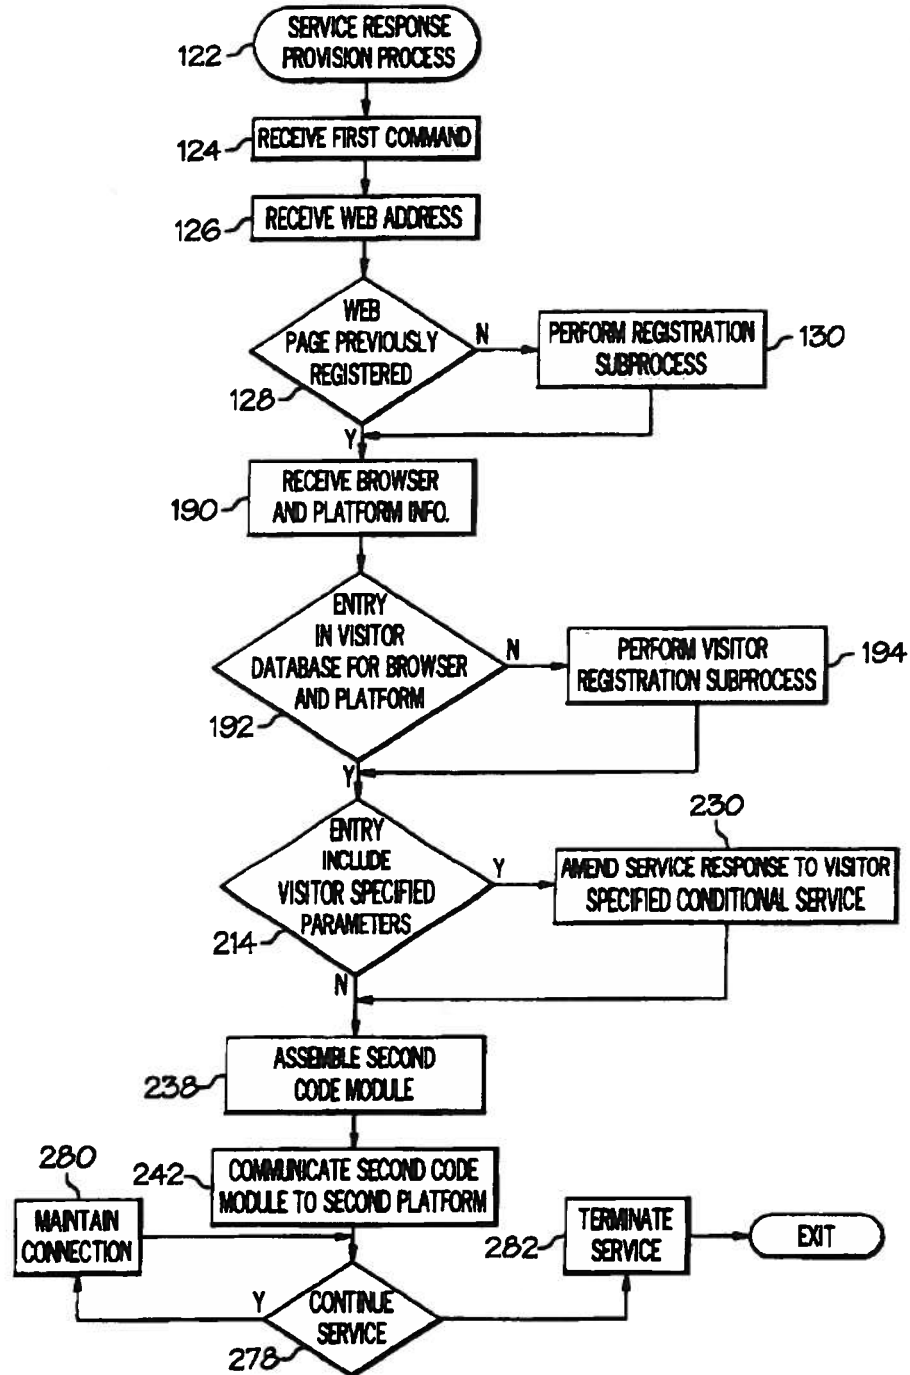 SERVICE RESPONSE
PROVISION PROCESS
122
RECEIVE FIRST COMMAND
124
RECEIVE WEB ADDRESS
126
WEB
PAGE PREVIOUSLY
REGISTERED
128
N
PERFORM REGISTRATION
SUBPROCESS
130
Y
RECEIVE BROWSER
AND PLATFORM INFO.
190
ENTRY
IN VISITOR
DATABASE FOR BROWSER
AND PLATFORM
192
N
PERFORM VISITOR
REGISTRATION SUBPROCESS
194
Y
ENTRY
INCLUDE
VISITOR SPECIFIED
PARAMETERS
214
Y
230
AMEND SERVICE RESPONSE TO VISITOR
SPECIFIED CONDITIONAL SERVICE
N
ASSEMBLE SECOND
CODE MODULE
238
COMMUNICATE SECOND CODE
MODULE TO SECOND PLATFORM
242
280
MAINTAIN
CONNECTION
Y
CONTINUE
SERVICE
278
TERMINATE
SERVICE
282
EXIT